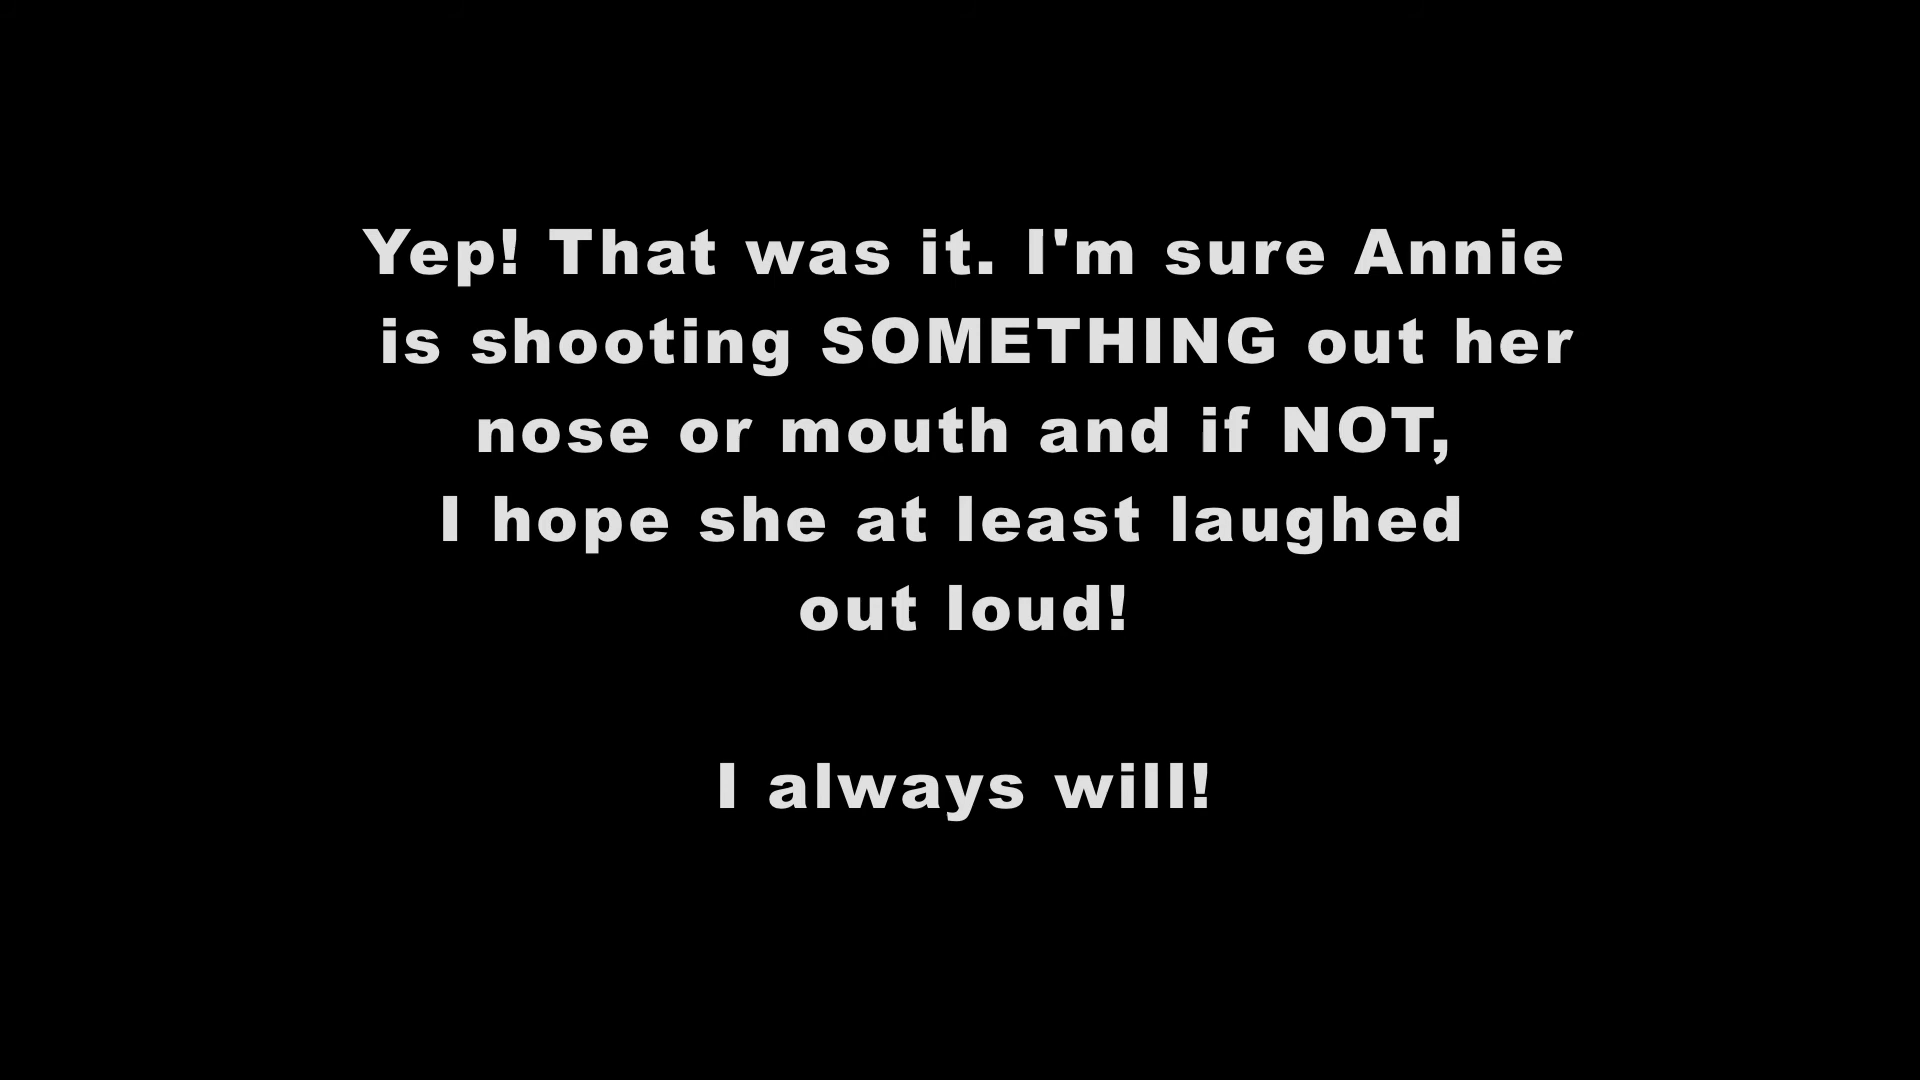 Yep! That was it. I'm sure Annie
is shooting SOMETHING out her
nose or mouth and if NOT,
I hope she at least laughed
out loud!
I always will!